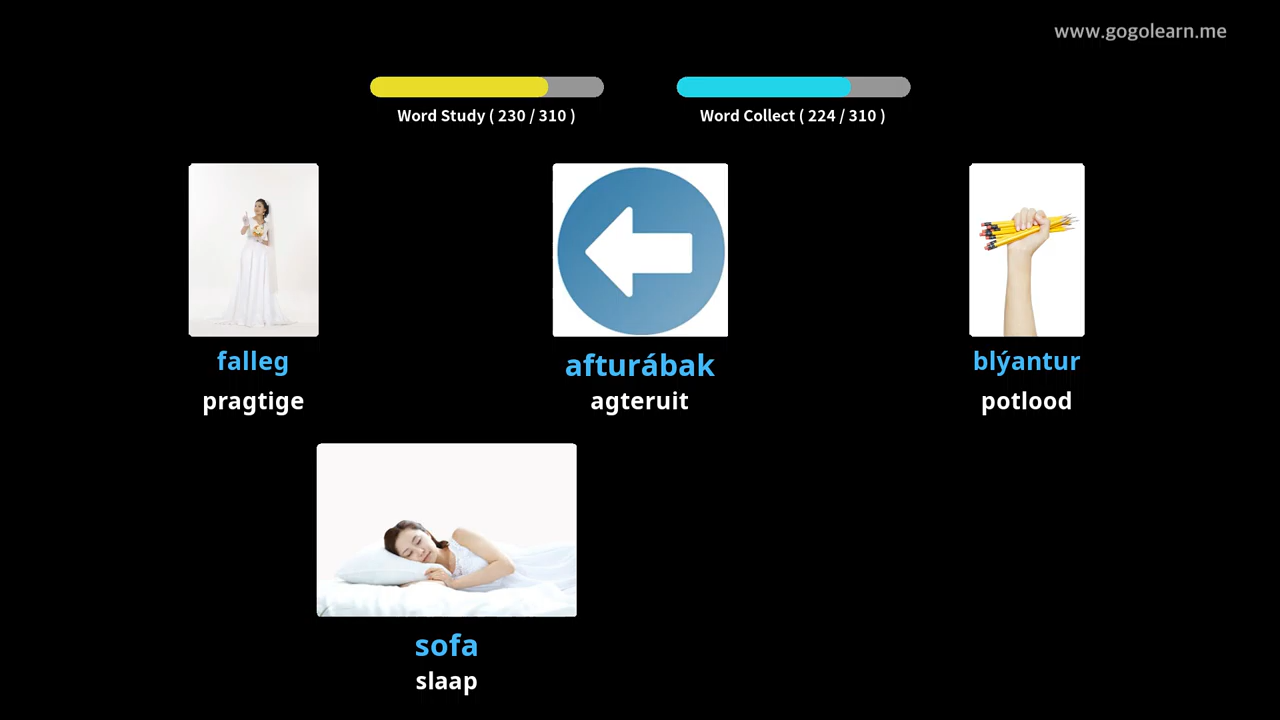 www.gogolearn.me
Word Study ( 230 / 310 )
Word Collect ( 224 / 310 )
falleg
pragtige
afturábak
agteruit
blýantur
potlood
sofa
slaap